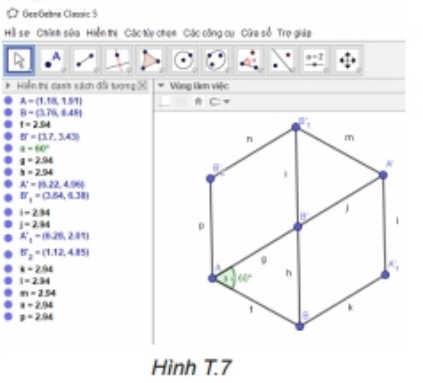 GeoGebra Classic 5
Hồ sơ Chỉnh sửa Hiển thị Các tùy chọn Các công cụ Cửa sổ Trợ giúp
A
a=2
Hiển thị danh sách đối tượng
Vùng làm việc
A = (1.18, 1.91)
B = (3.76, 0.49)
f = 2.94
B' = (3.7, 3.43)
α = 60°
g = 2.94
h = 2.94
A' = (6.22, 4.96)
B'₁ = (3.64, 6.38)
i = 2.94
j = 2.94
A'₁ = (6.28, 2.01)
B'₂ = (1.12, 4.85)
k = 2.94
l = 2.94
m = 2.94
n = 2.94
p = 2.94
B'₁
n
m
B'₂
A'
i
j
p
B'
l
g
A
α = 60°
h
A'₁
f
k
B
Hình T.7